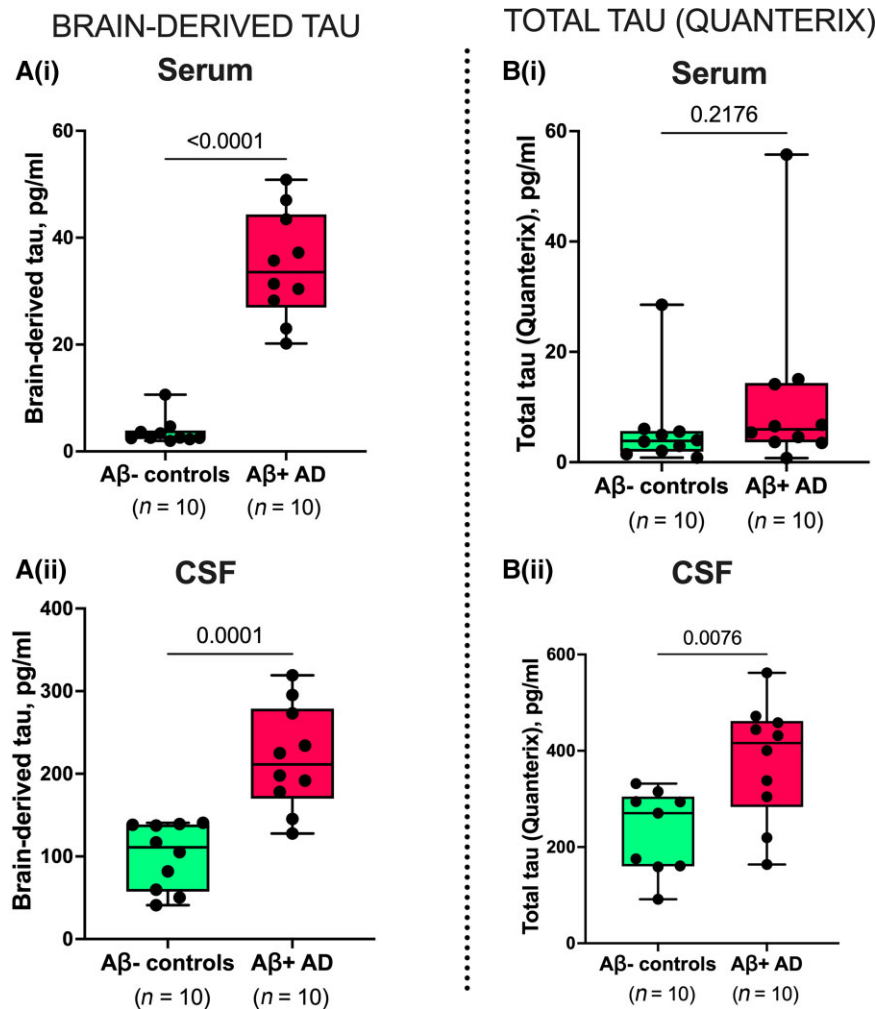 BRAIN-DERIVED TAU
A(i)
Serum
<0.0001
Brain-derived tau, pg/ml
60
40
20
0
Aβ- controls
Aβ+ AD
(n = 10)
(n = 10)
A(ii)
CSF
0.0001
Brain-derived tau, pg/ml
400
300
200
100
0
Aβ- controls
Aβ+ AD
(n = 10)
(n = 10)
TOTAL TAU (QUANTERIX)
B(i)
Serum
0.2176
Total tau (Quanterix), pg/ml
60
40
20
0
Aβ- controls
Aβ+ AD
(n = 10)
(n = 10)
B(ii)
CSF
0.0076
Total tau (Quanterix), pg/ml
600
400
200
0
Aβ- controls
Aβ+ AD
(n = 10)
(n = 10)